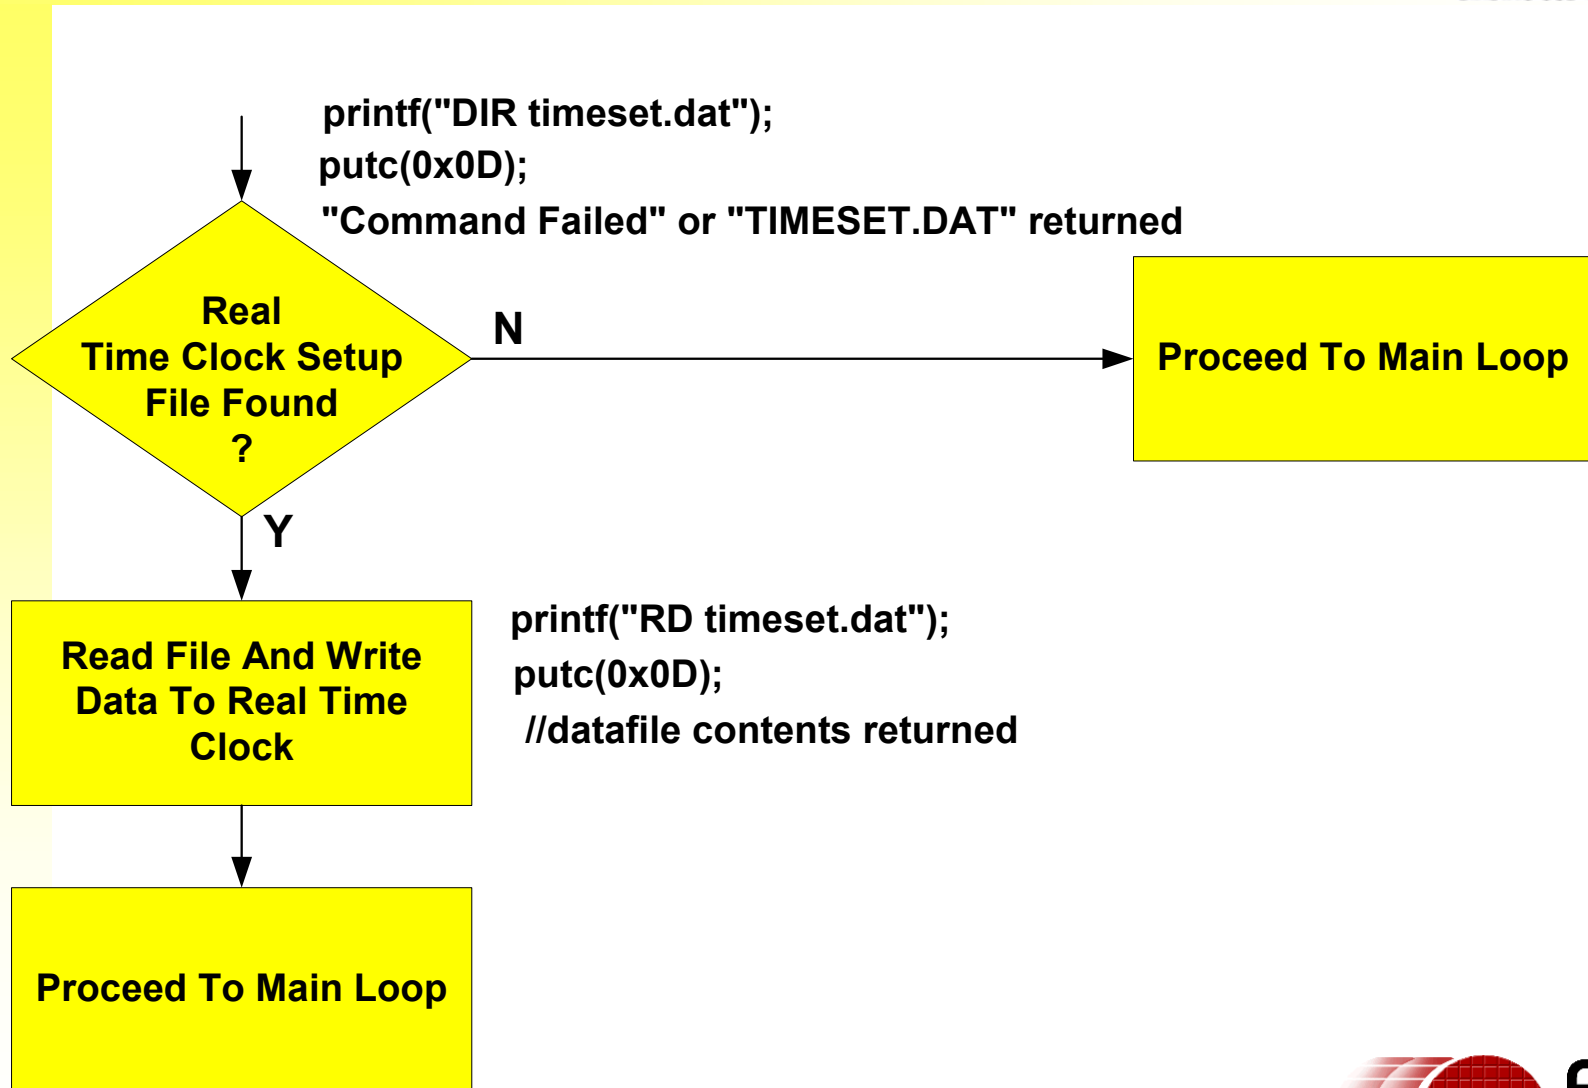 printf("DIR timeset.dat");
putc(0x0D);
"Command Failed" or "TIMESET.DAT" returned
Real
Time Clock Setup
File Found
?
N
Proceed To Main Loop
Y
Read File And Write
Data To Real Time
Clock
printf("RD timeset.dat");
putc(0x0D);
//datafile contents returned
Proceed To Main Loop